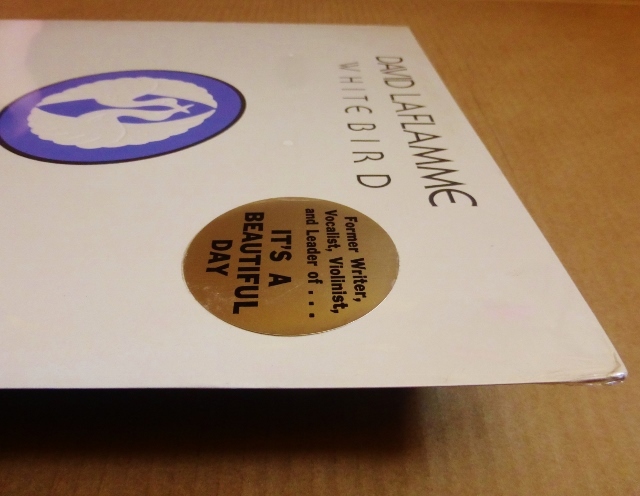 DAVID LAFLAMME
WHITE BIRD
Former Writer,
Vocalist, Violinist,
and Leader of . . .
IT'S A
BEAUTIFUL
DAY